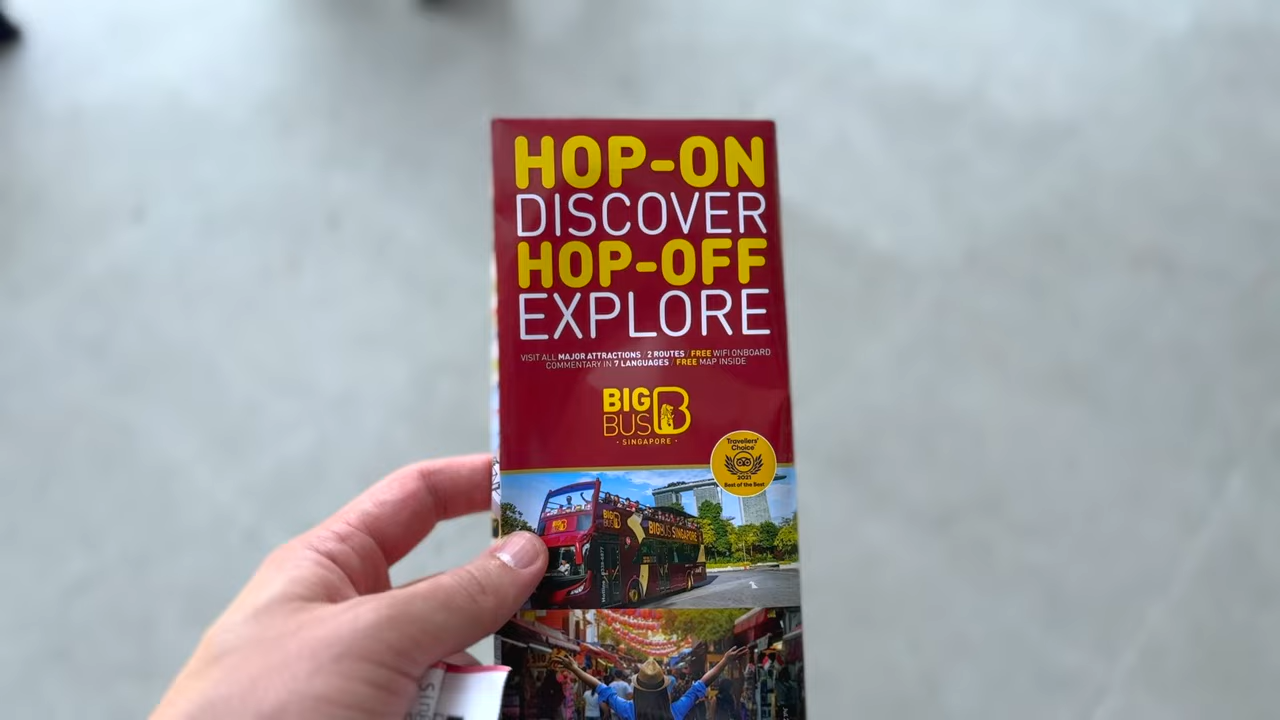 HOP-ON
DISCOVER
HOP-OFF
EXPLORE
VISIT ALL MAJOR ATTRACTIONS / 2 ROUTES / FREE WIFI ONBOARD
COMMENTARY IN 7 LANGUAGES / FREE MAP INSIDE
BIG
BUS
B
- SINGAPORE -
Travellers'
Choice
2021
Best of the Best
BIG BUS
BIGBUS SINGAPORE